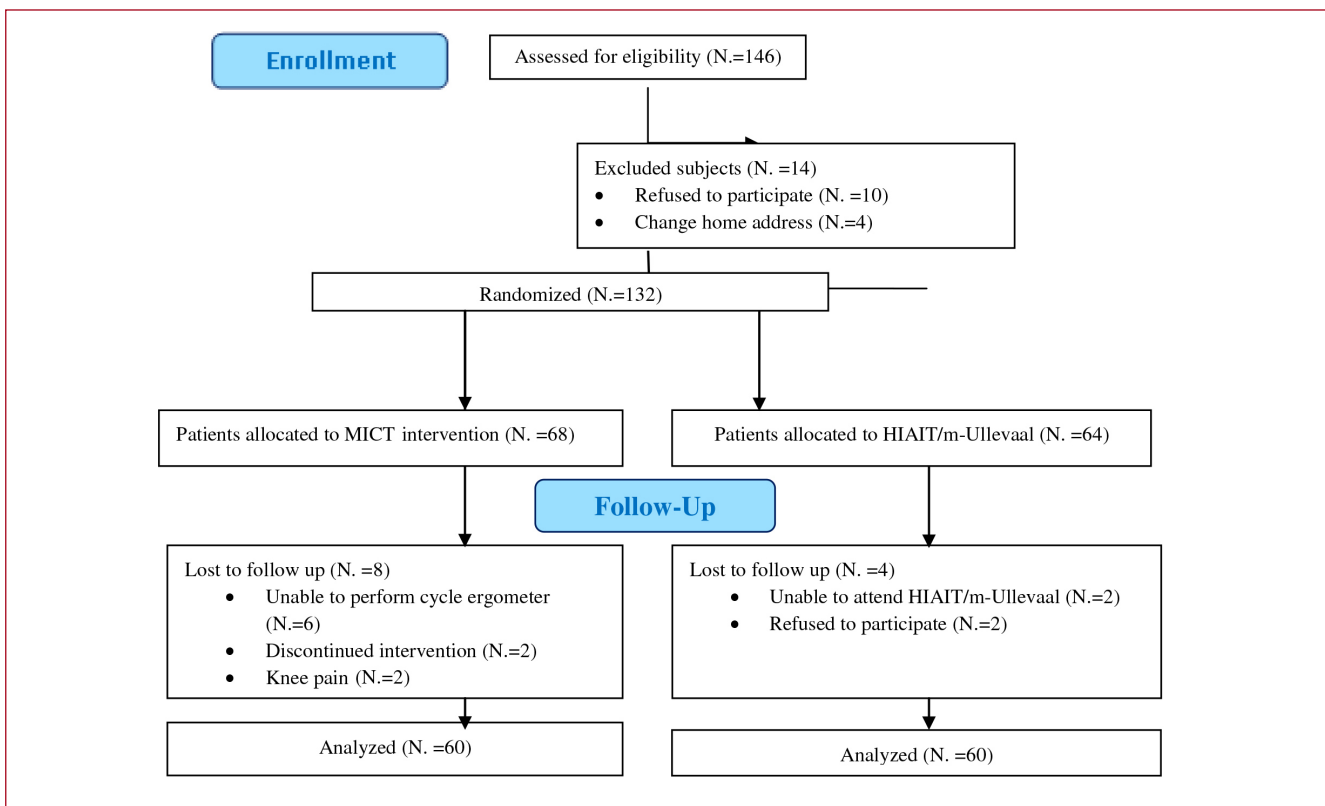 Enrollment
Assessed for eligibility (N.=146)
Excluded subjects (N. =14)
• Refused to participate (N. =10)
• Change home address (N.=4)
Randomized (N.=132)
Patients allocated to MICT intervention (N. =68)
Patients allocated to HIAIT/m-Ullevaal (N. =64)
Follow-Up
Lost to follow up (N. =8)
• Unable to perform cycle ergometer
(N.=6)
• Discontinued intervention (N.=2)
• Knee pain (N.=2)
Lost to follow up (N. =4)
• Unable to attend HIAIT/m-Ullevaal (N.=2)
• Refused to participate (N.=2)
Analyzed (N. =60)
Analyzed (N. =60)